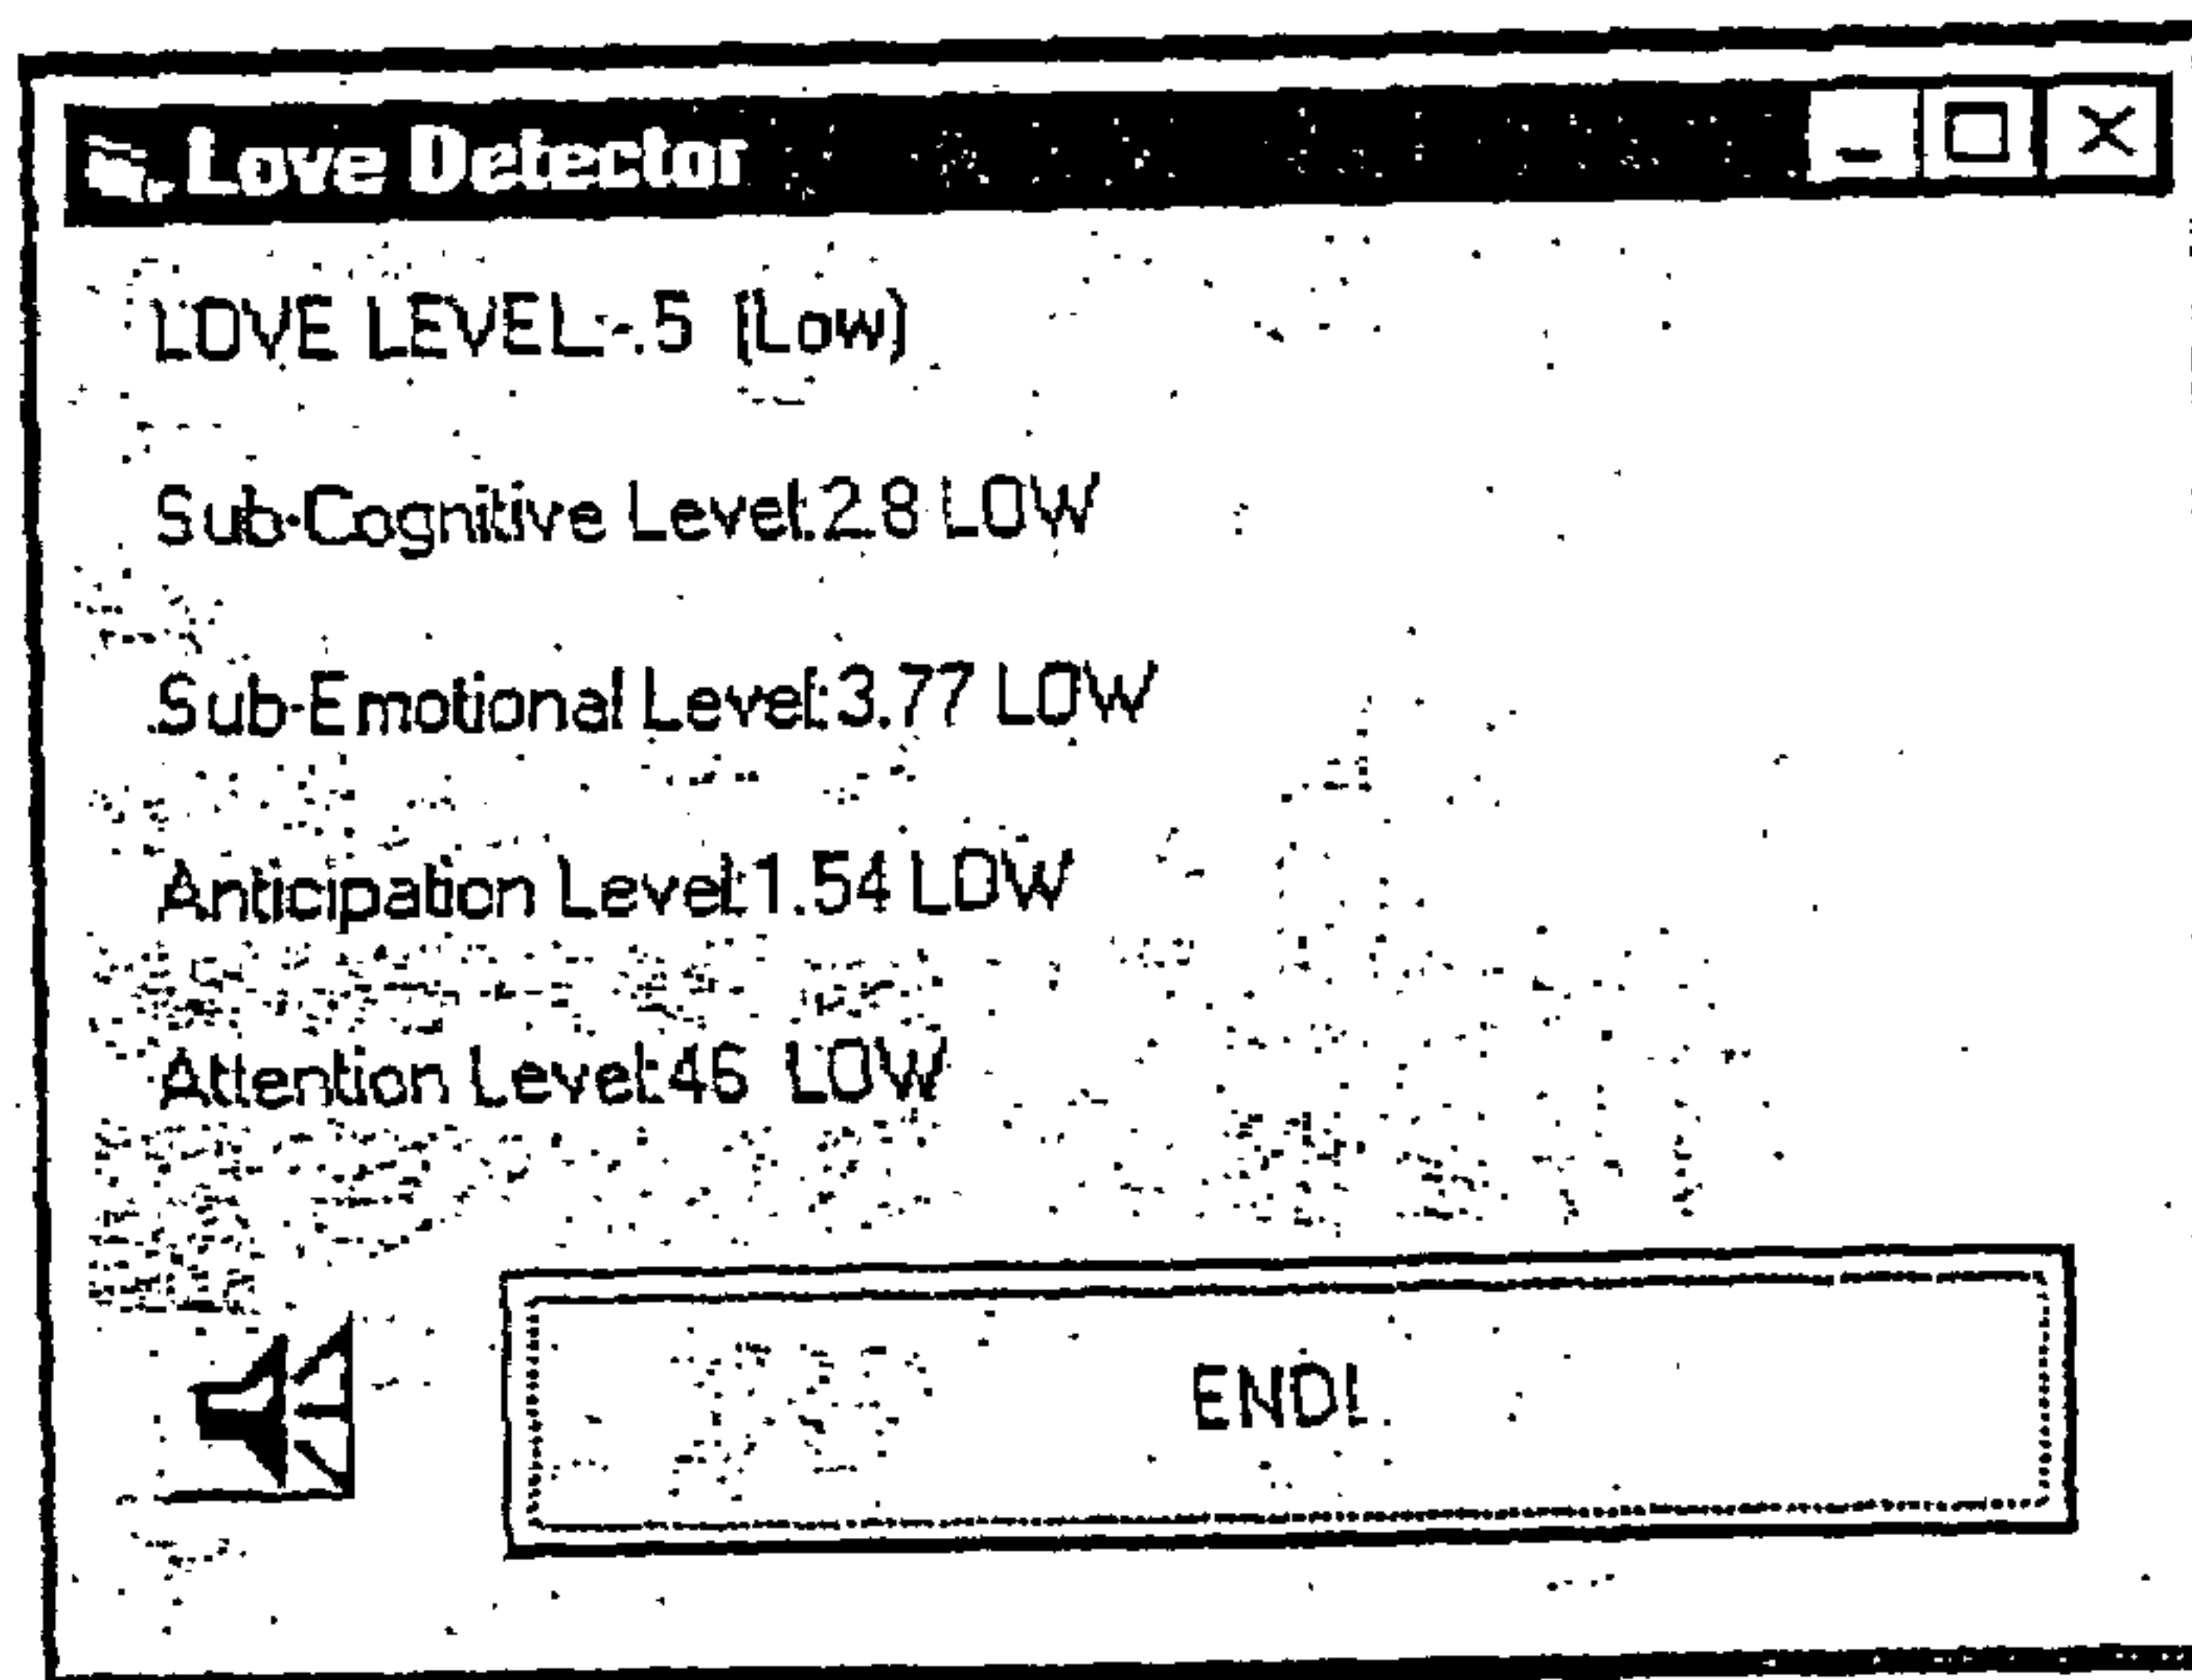 Love Detector
LOVE LEVEL:-.5 (Low)
Sub-Cognitive Level:2.8 LOW
Sub-Emotional Level:3.77 LOW
Anticipation Level:1.54 LOW
Attention Level:46 LOW
END!